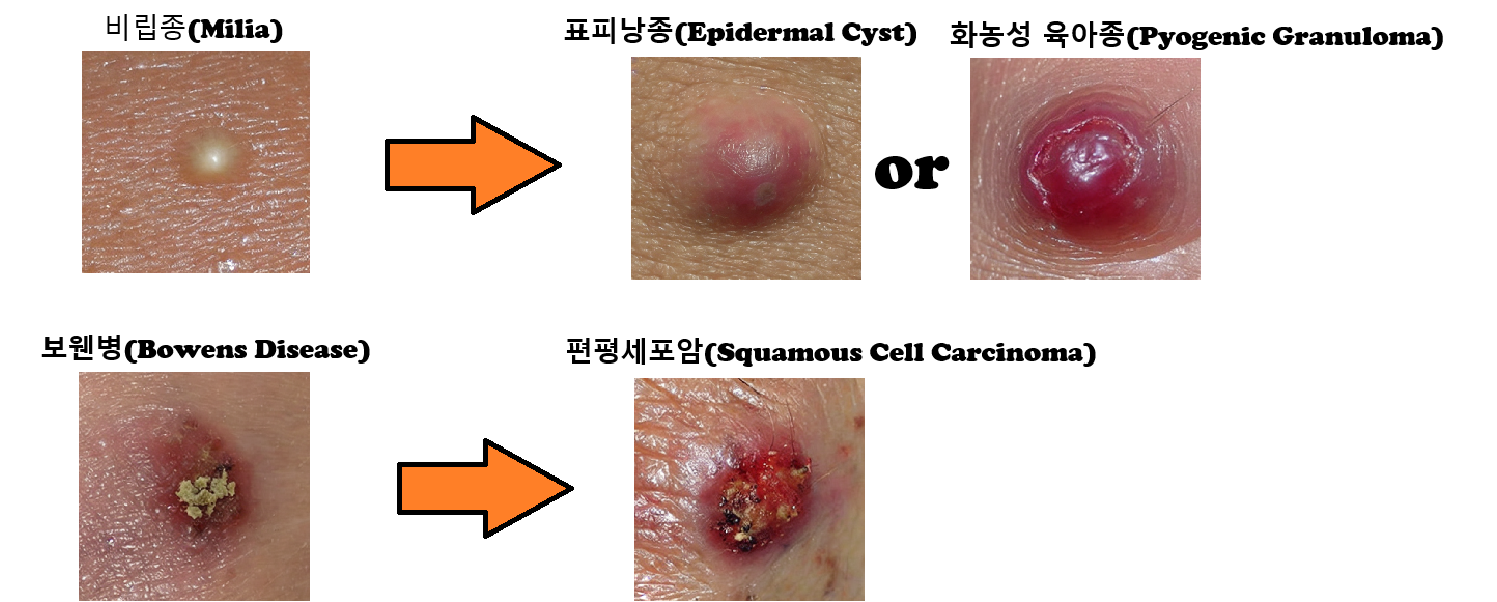 비립종(Milia)
표피낭종(Epidermal Cyst)
화농성 육아종(Pyogenic Granuloma)
or
보웬병(Bowens Disease)
편평세포암(Squamous Cell Carcinoma)